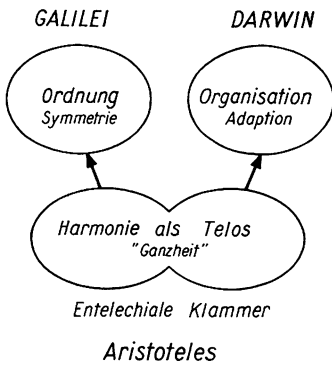 GALILEI DARWIN
Ordnung
Symmetrie
Organisation
Adaption
Harmonie als Telos
"Ganzheit"
Entelechiale Klammer
Aristoteles